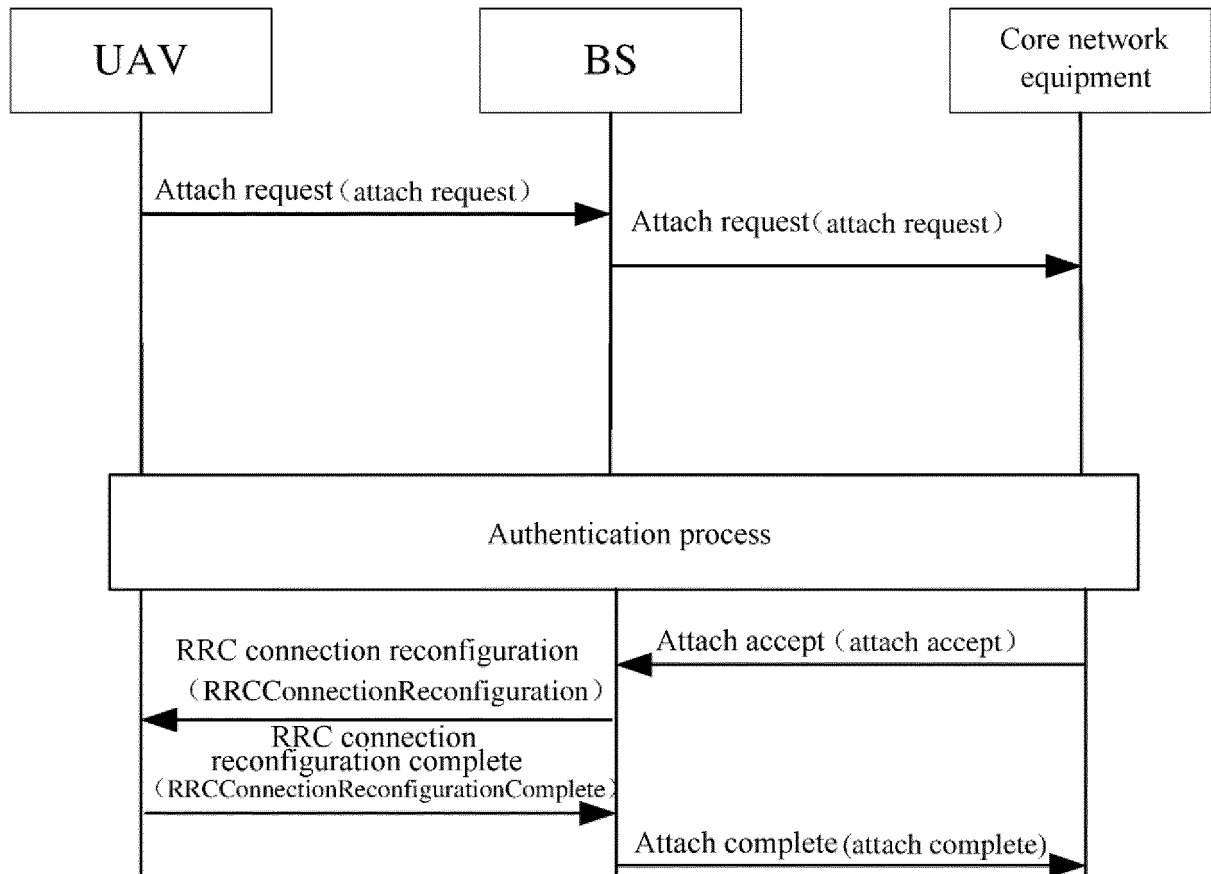 UAV
BS
Core network
equipment
Attach request（attach request）
Attach request（attach request）
Authentication process
Attach accept（attach accept）
RRC connection reconfiguration
（RRCConnectionReconfiguration）
RRC connection
reconfiguration complete
（RRCConnectionReconfigurationComplete）
Attach complete (attach complete)